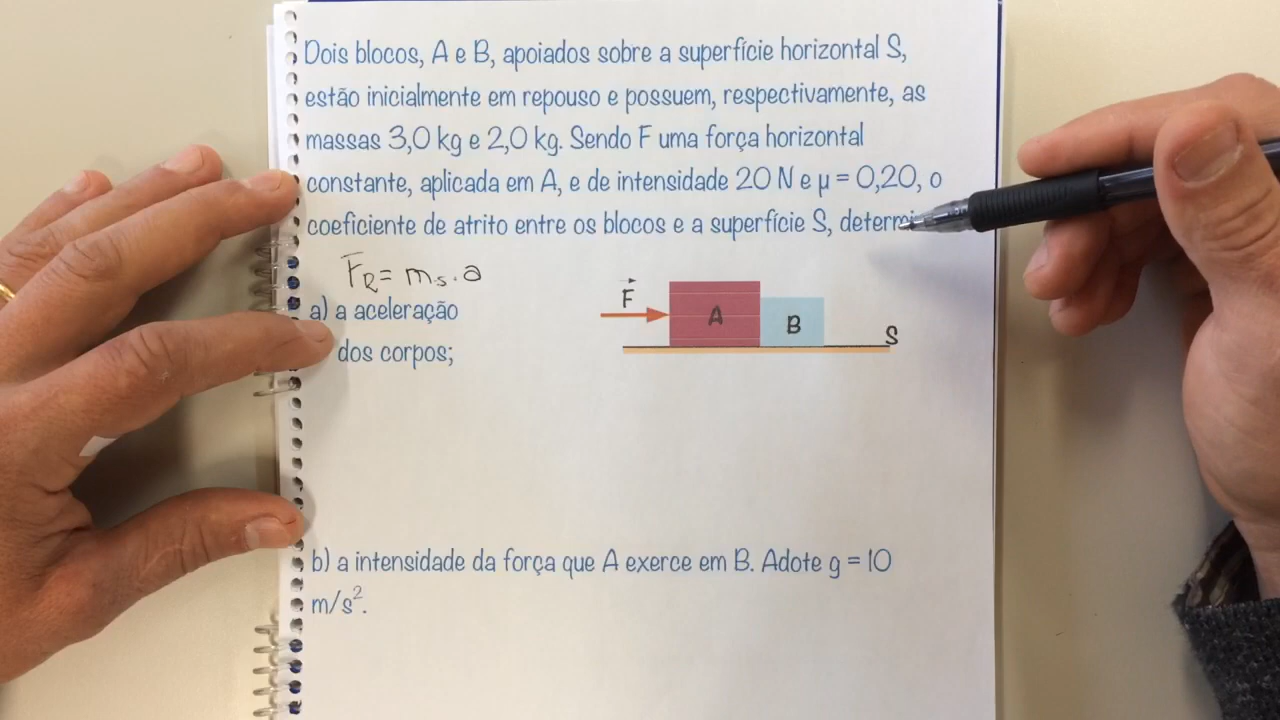 Dois blocos, A e B, apoiados sobre a superfície horizontal S,
estão inicialmente em repouso e possuem, respectivamente, as
massas 3,0 kg e 2,0 kg. Sendo F uma força horizontal
constante, aplicada em A, e de intensidade 20 N e μ = 0,20, o
coeficiente de atrito entre os blocos e a superfície S,
FR = ms.a
a) a aceleração
dos corpos;
F
A
B
S
b) a intensidade da força que A exerce em B. Adote g = 10
m/s².